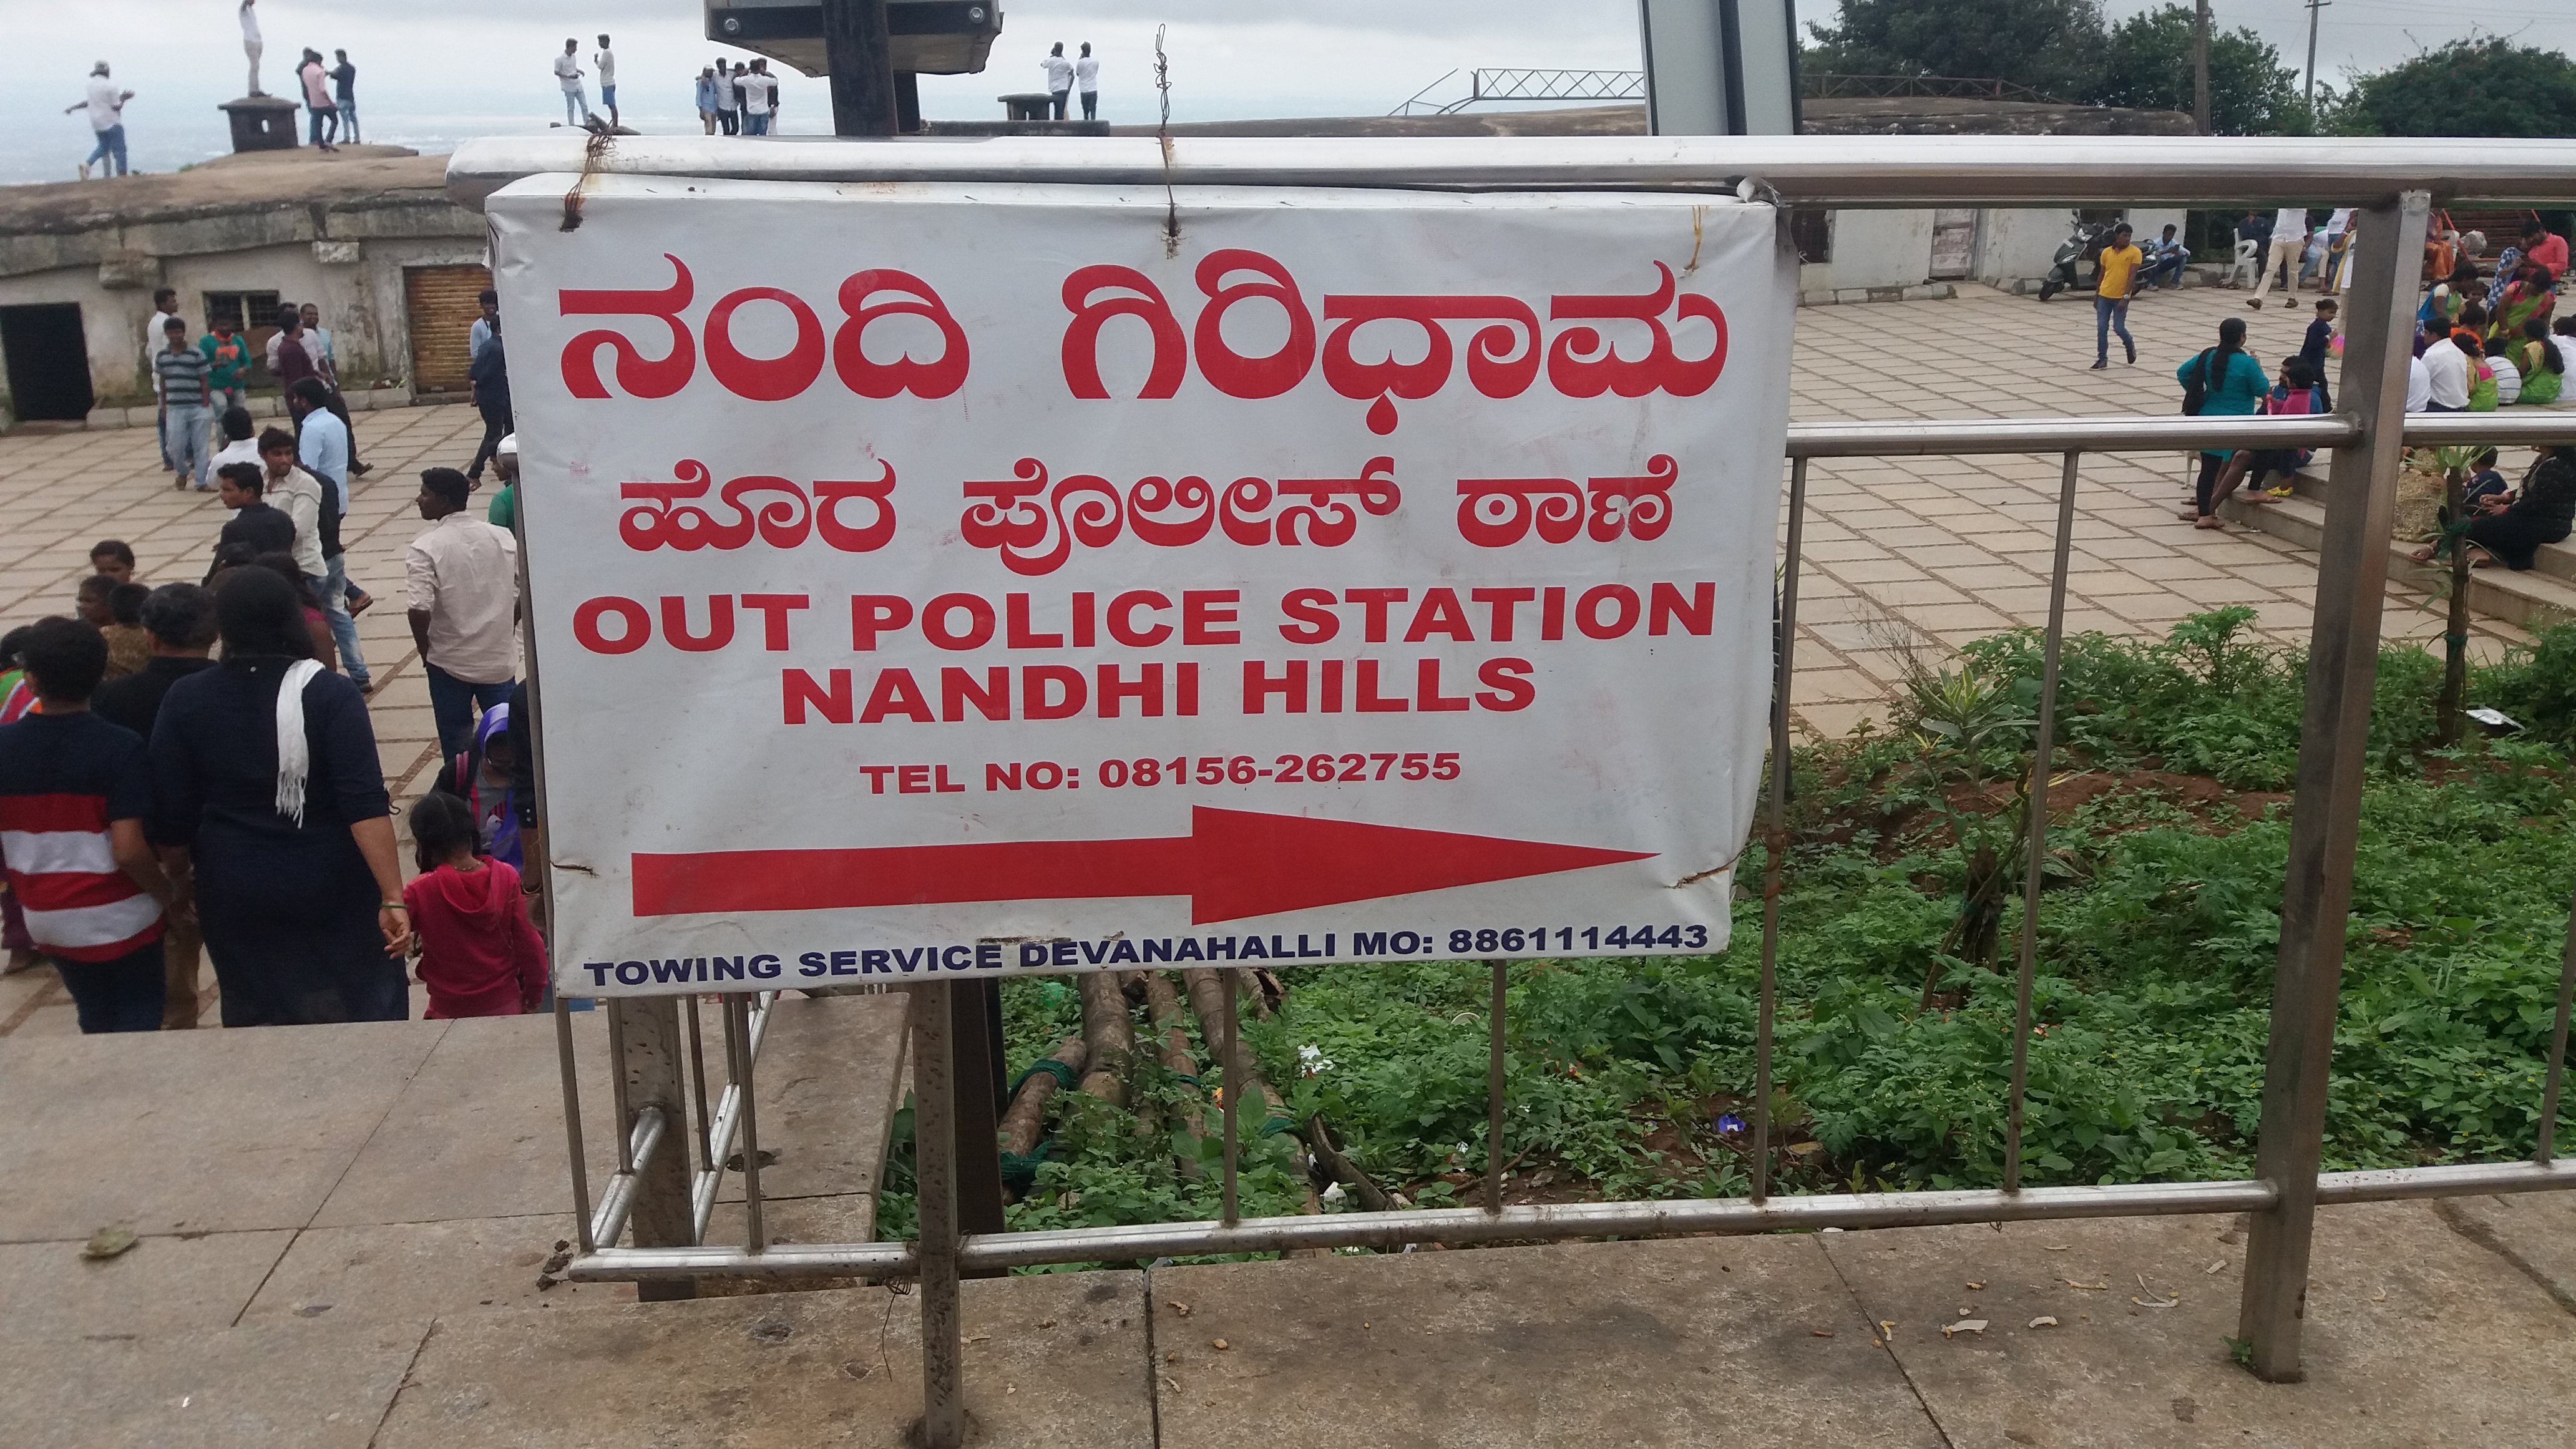 ನಂದಿ ಗಿರಿಧಾಮ
ಹೊರ ಪೊಲೀಸ್ ಠಾಣೆ
OUT POLICE STATION
NANDHI HILLS
TEL NO: 08156-262755
TOWING SERVICE DEVANAHALLI MO: 8861114443